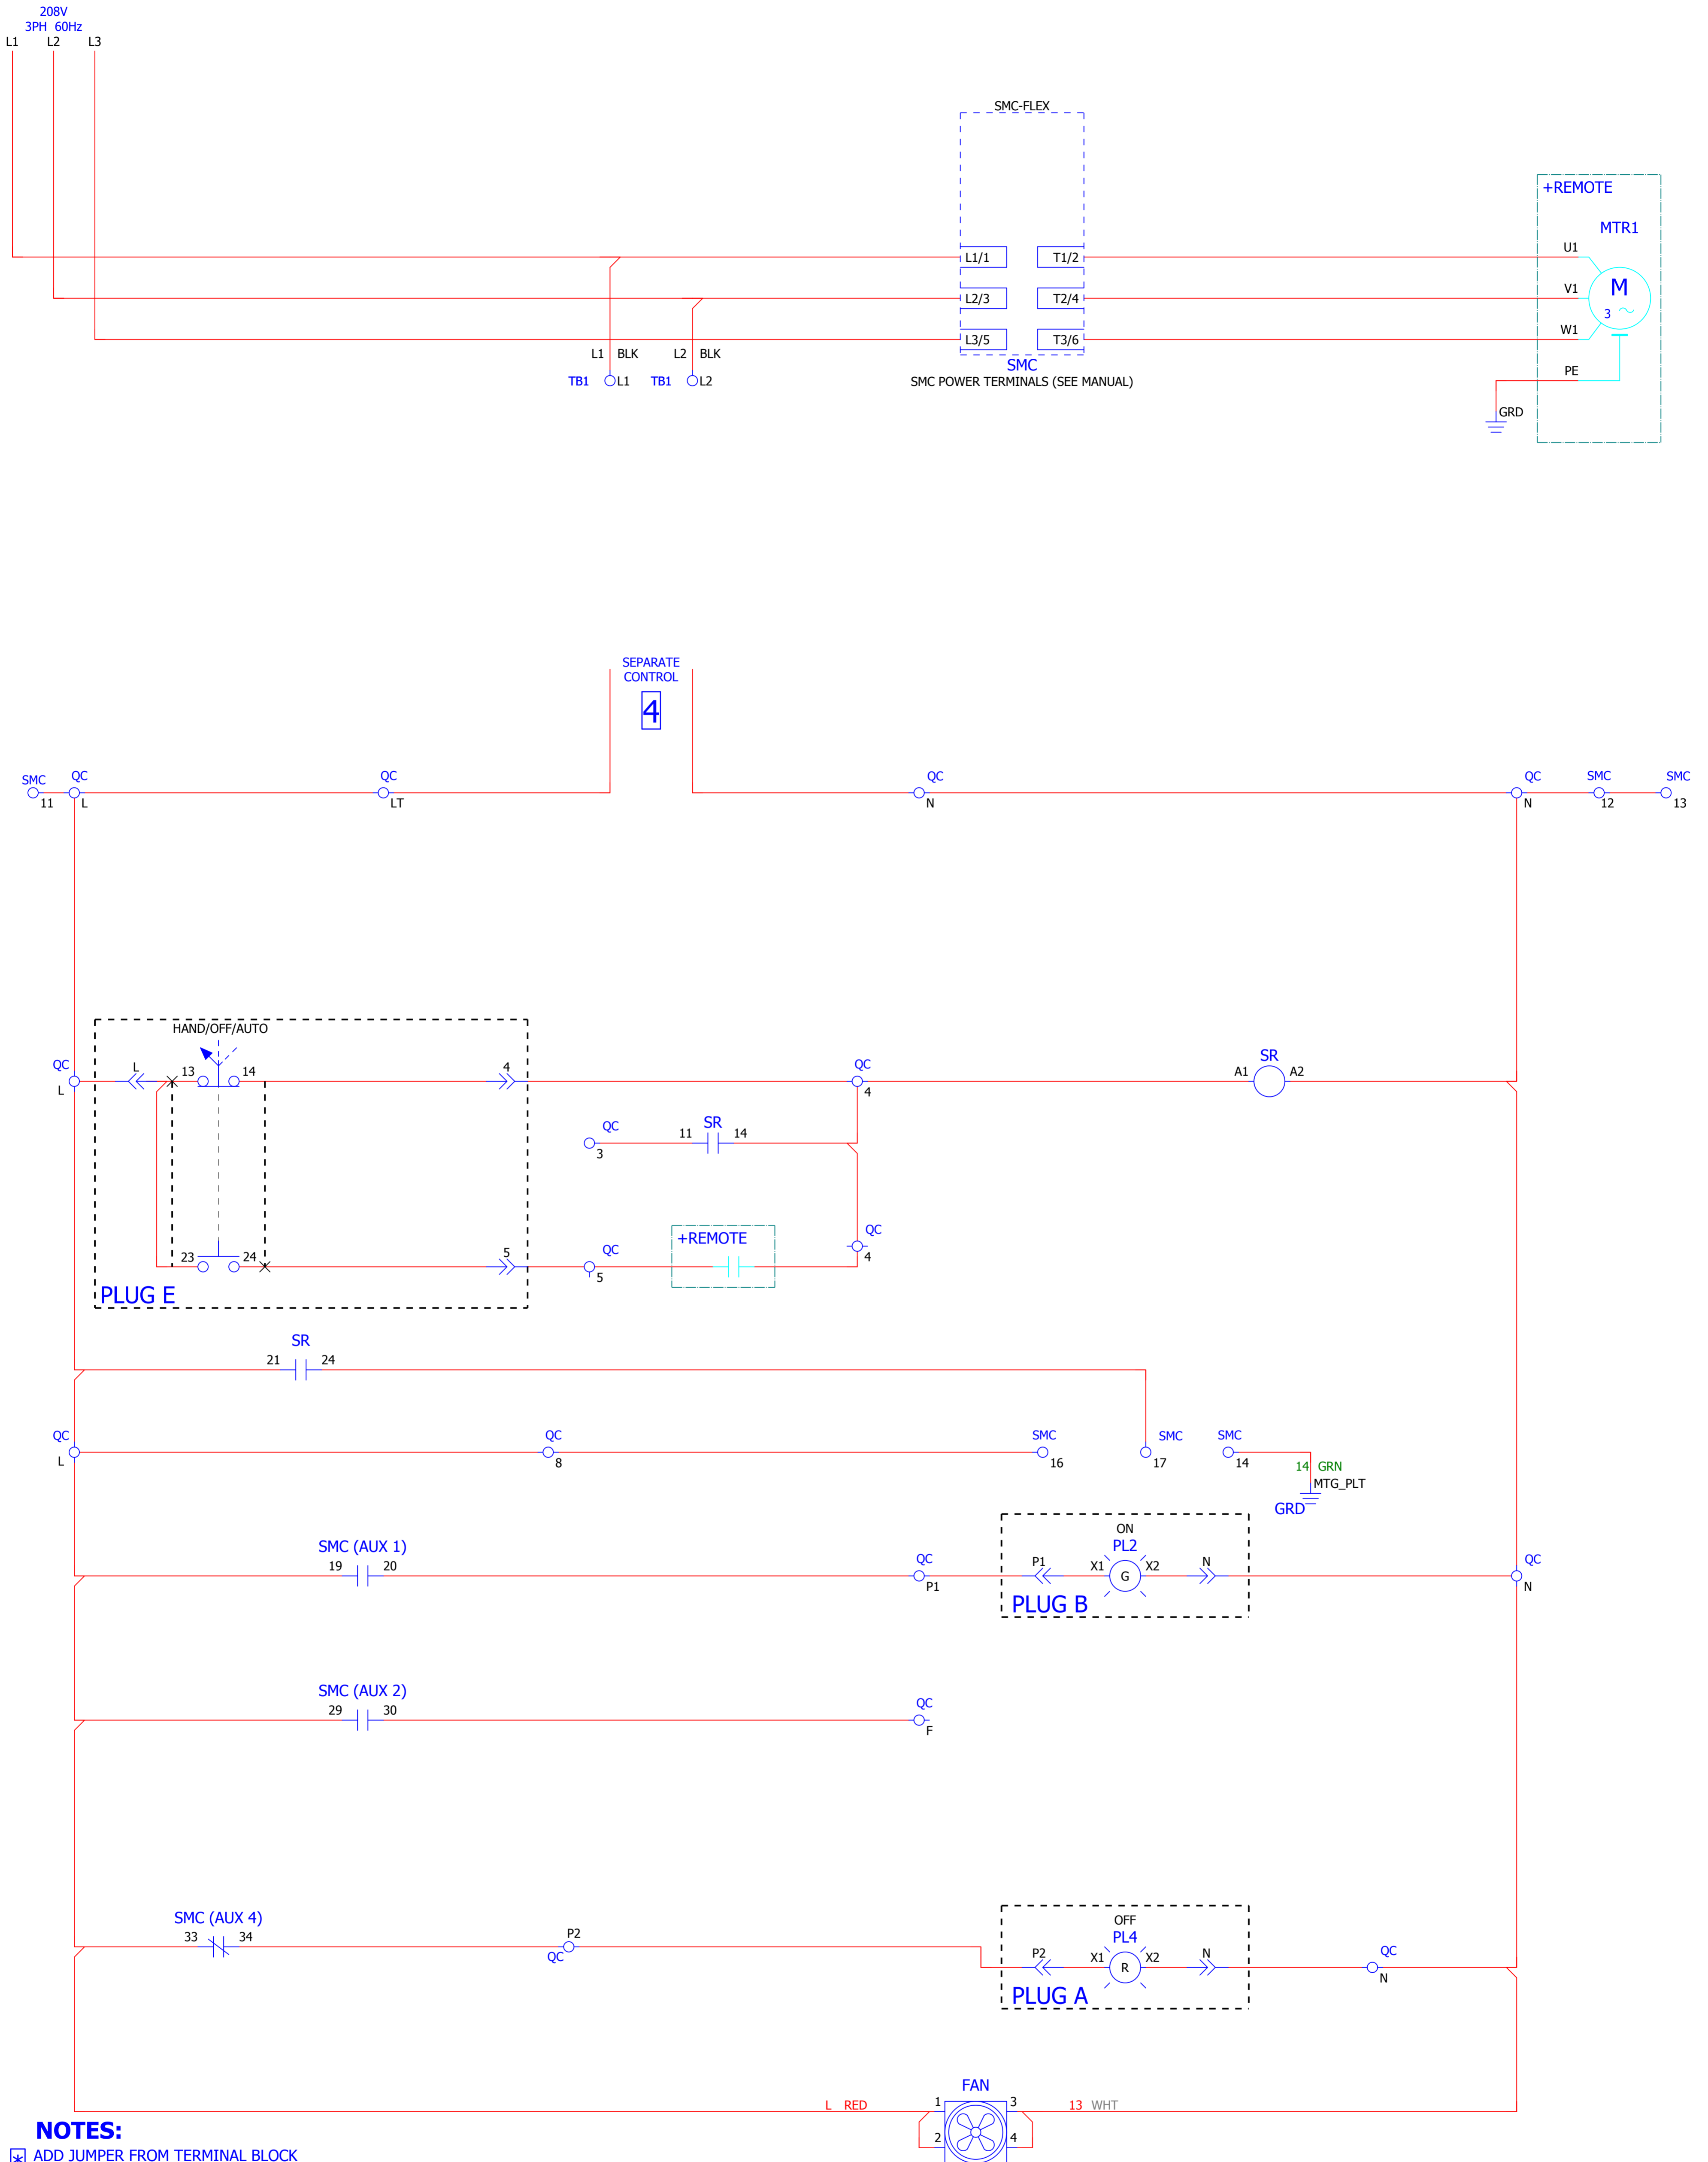 208V
3PH 60Hz
L1 L2 L3
SMC-FLEX
+REMOTE
MTR1
L1/1 T1/2 U1
L2/3 T2/4 V1 M
3
L3/5 T3/6 W1
L1 BLK L2 BLK
SMC
PE
TB1 L1 TB1 L2
SMC POWER TERMINALS (SEE MANUAL)
GRD
SEPARATE
CONTROL
4
SMC QC QC QC QC SMC SMC
11 L LT N N 12 13
HAND/OFF/AUTO
QC L 13 14 4 QC SR
A1 A2
L 4
QC SR
11 14
3
QC
+REMOTE
QC
23 24 5 4
5
PLUG E
SR
21 24
QC QC SMC SMC SMC
L 8 16 17 14
14 GRN
MTG_PLT
GRD
ON
SMC (AUX 1) PL2
19 20 QC P1 X1 G X2 N QC
P1 N
PLUG B
SMC (AUX 2)
29 30 QC
F
SMC (AUX 4) OFF
33 34 P2 PL4
QC P2 X1 R X2 N QC
N
PLUG A
FAN
L RED 1 3 13 WHT
NOTES:
2 4
* ADD JUMPER FROM TERMINAL BLOCK